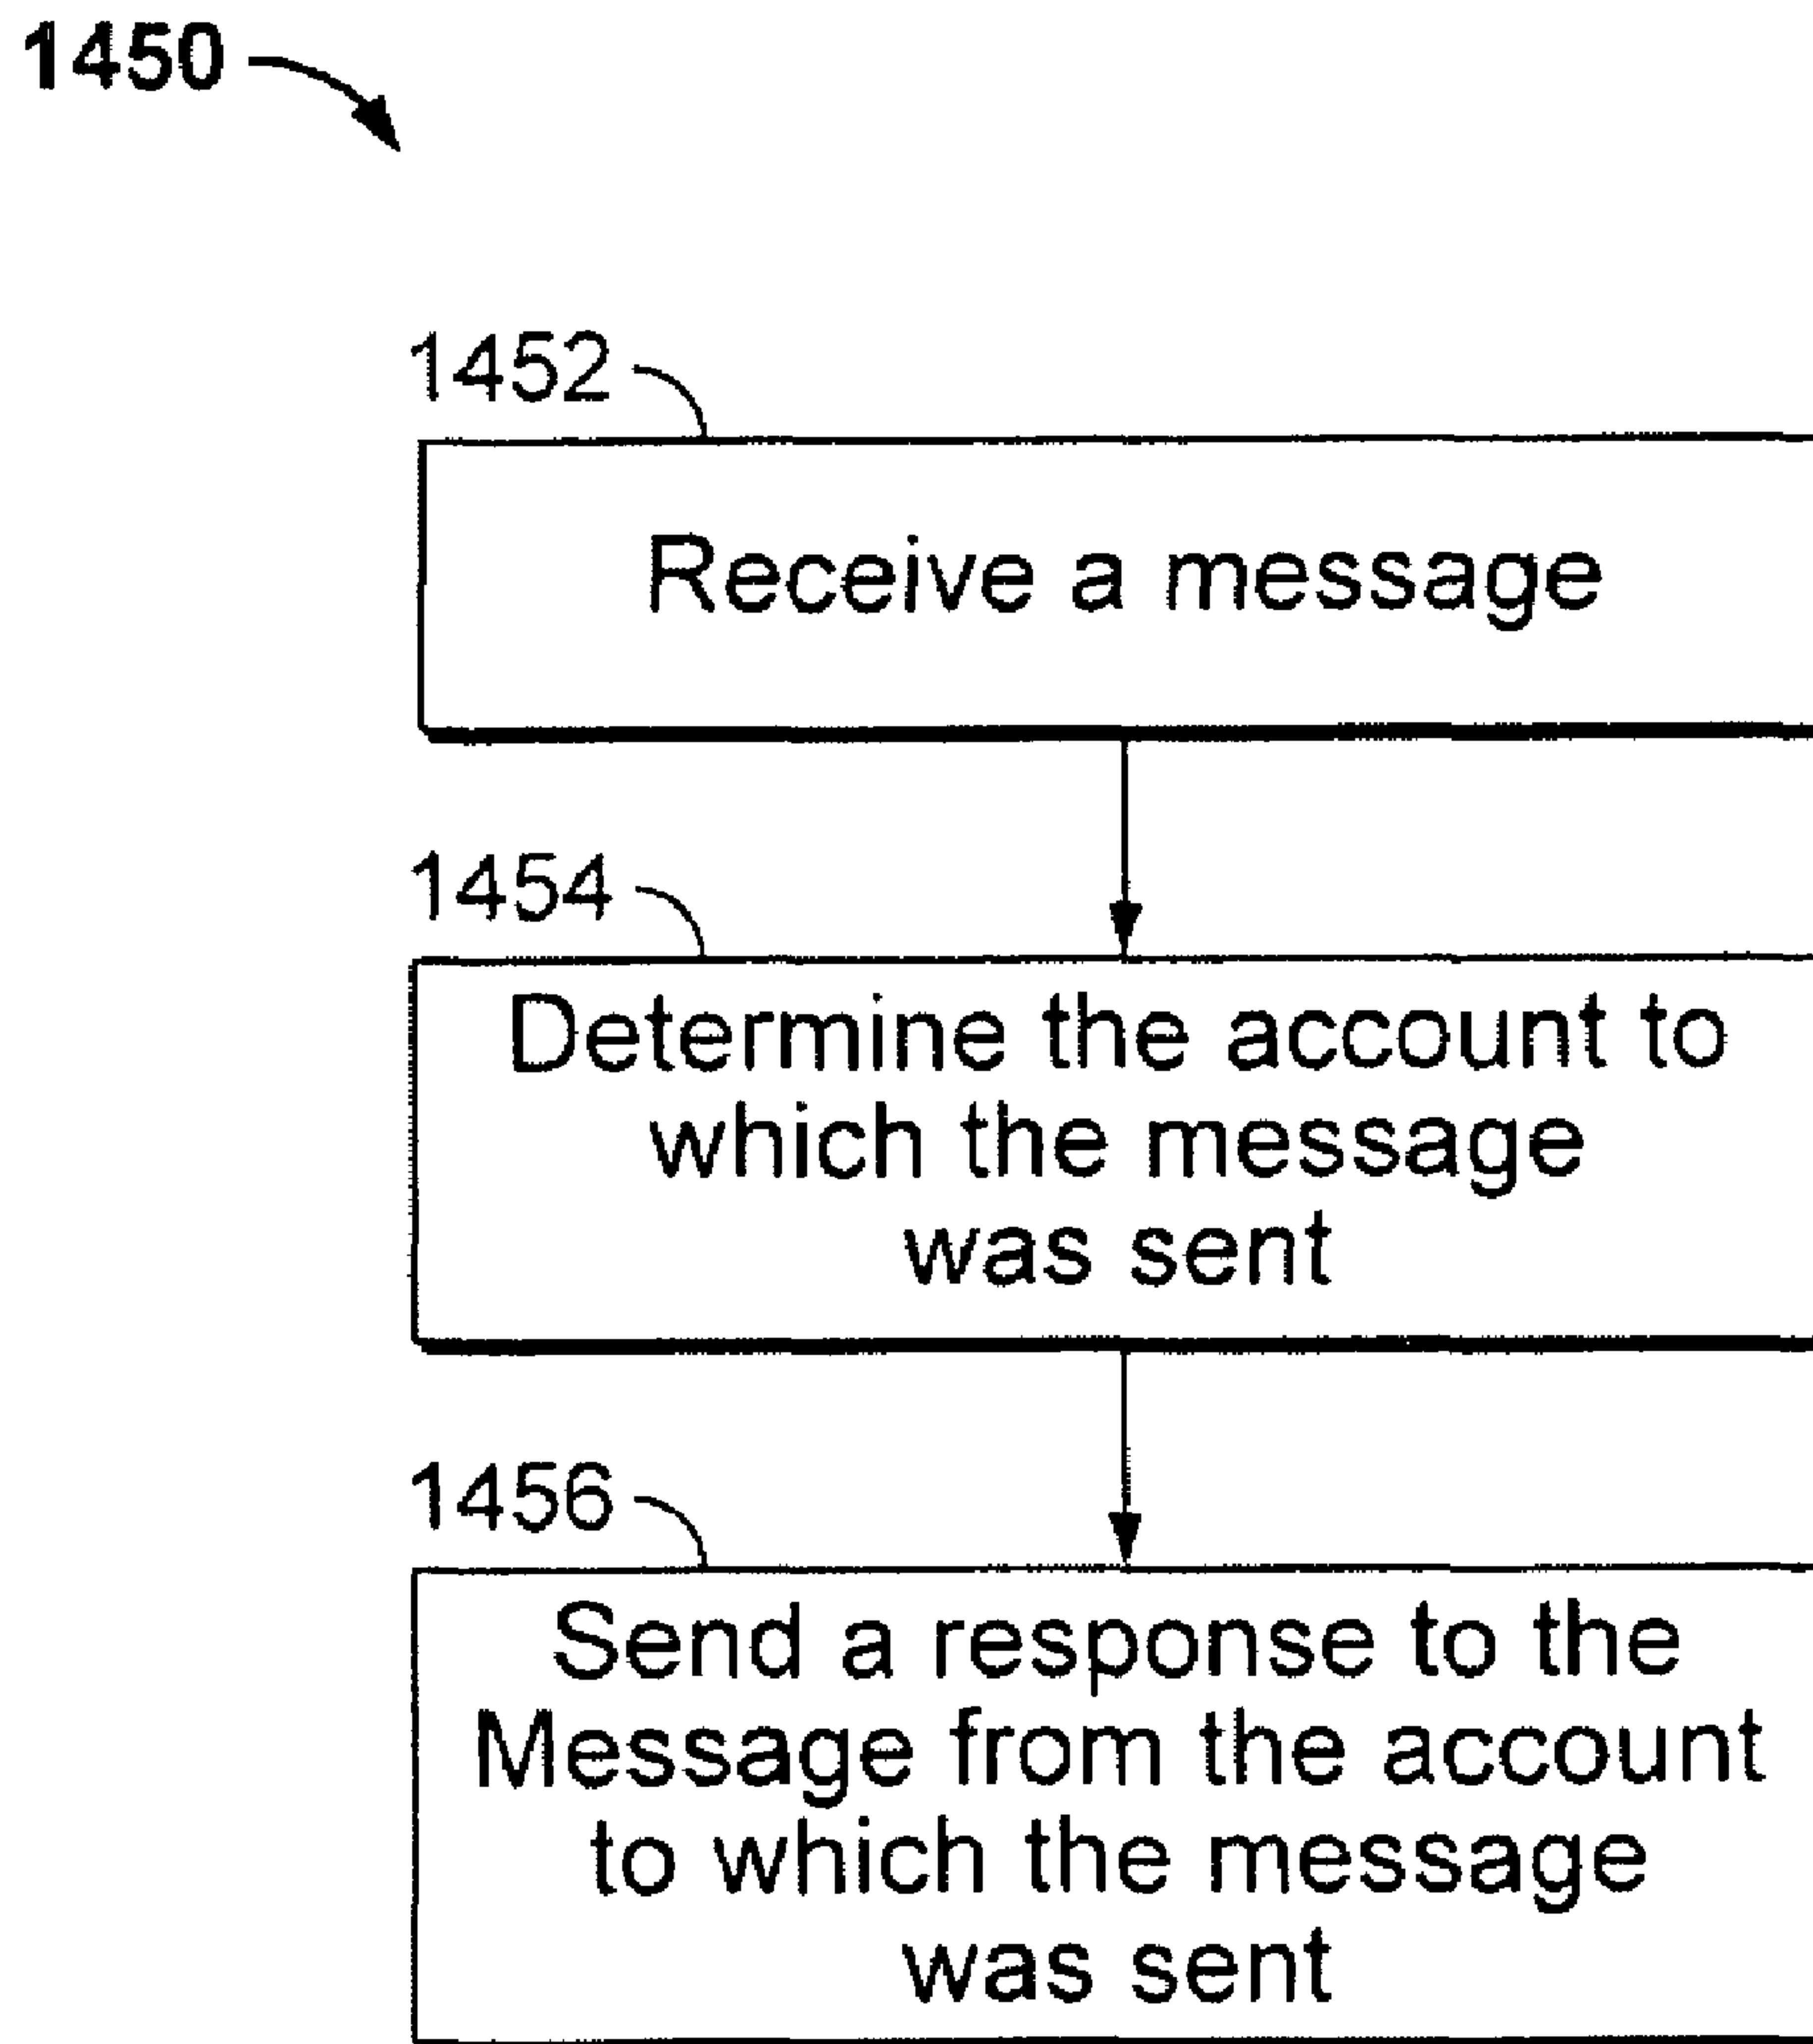 1450
1452
Receive a message
1454
Determine the account to
which the message
was sent
1456
Send a response to the
Message from the account
to which the message
was sent